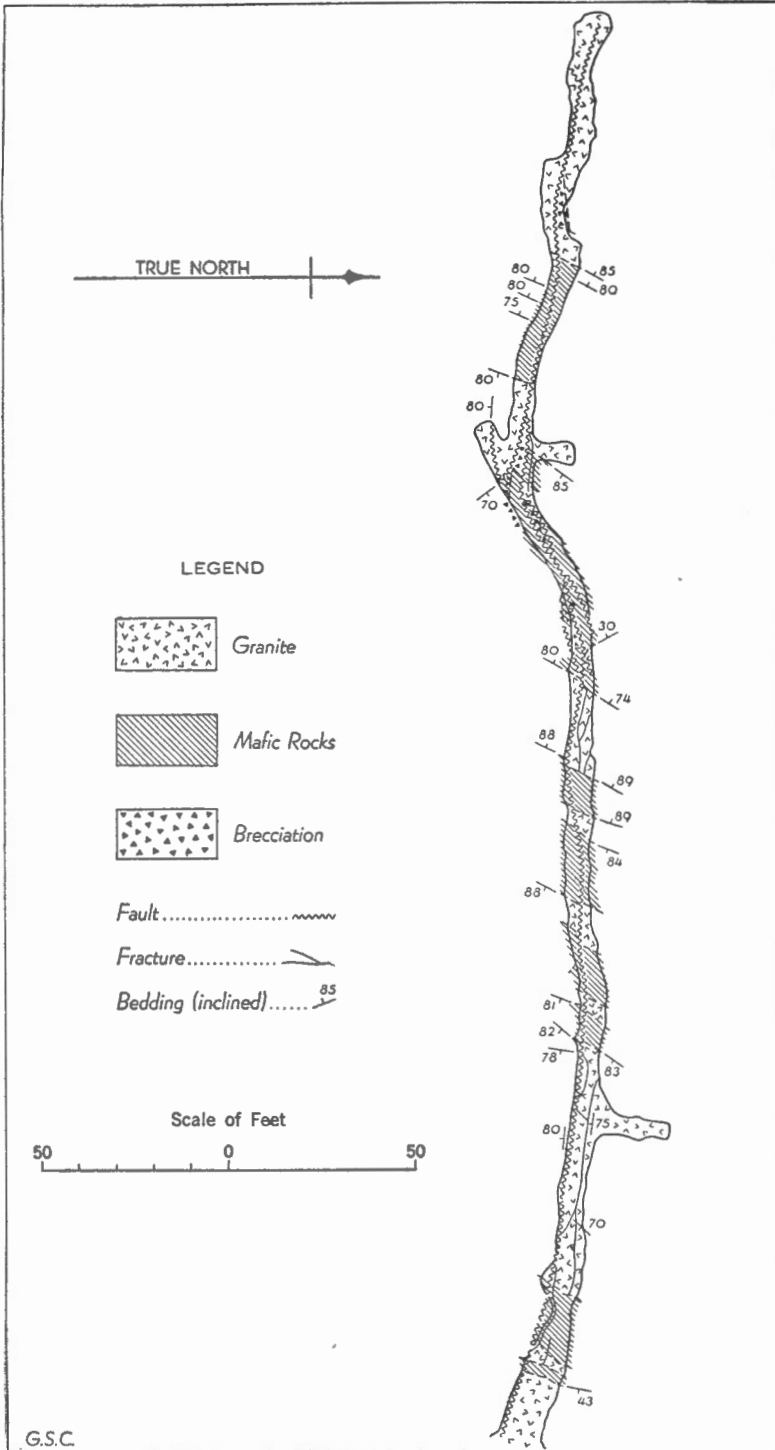 TRUE NORTH
80
80
75
85
80
80
80
85
70
30
80
74
88
89
89
84
88
81
82
78
83
75
80
70
43
LEGEND
Granite
Mafic Rocks
Brecciation
Fault
Fracture
85
Bedding (inclined)
Scale of Feet
50 0 50
G.S.C.